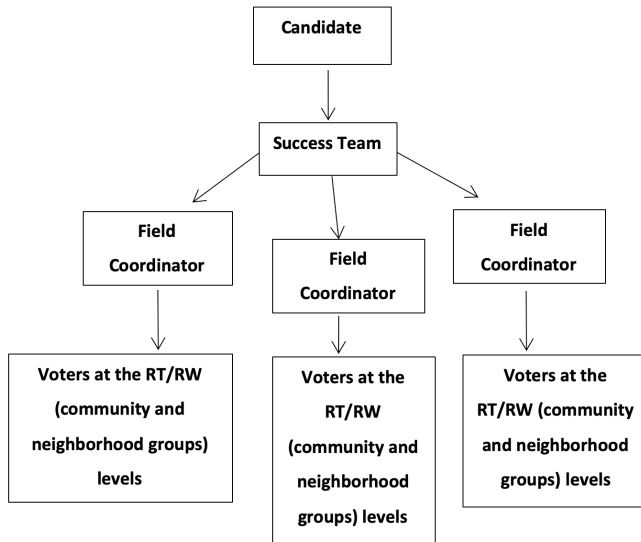 Candidate
Success Team
Field
Coordinator
Field
Coordinator
Field
Coordinator
Voters at the RT/RW
(community and
neighborhood groups)
levels
Voters at the
RT/RW
(community and
neighborhood
groups) levels
Voters at the
RT/RW (community
and neighborhood
groups) levels